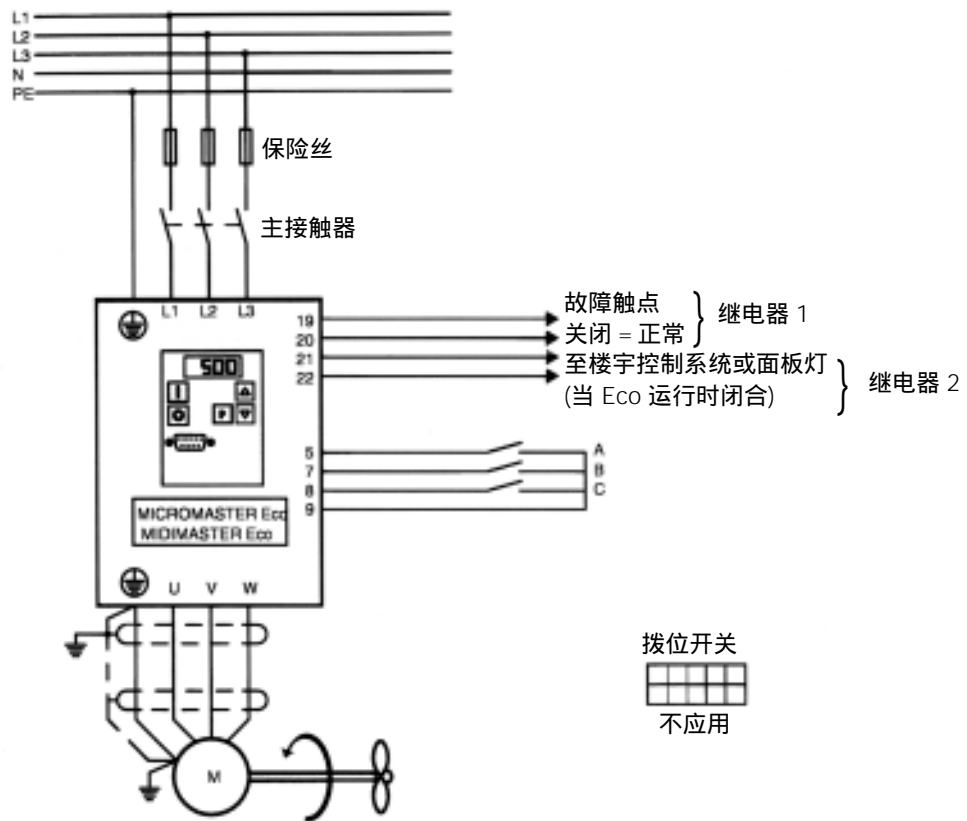 L1
L2
L3
N
PE
保险丝
主接触器
L1 L2 L3
19
20
21
22
故障触点
关闭 = 正常
继电器 1
至楼宇控制系统或面板灯
(当 Eco 运行时闭合)
继电器 2
500
P
5
7
8
9
A
B
C
MICROMASTER Eco
MIDIMASTER Eco
U V W
M
拨位开关
不应用